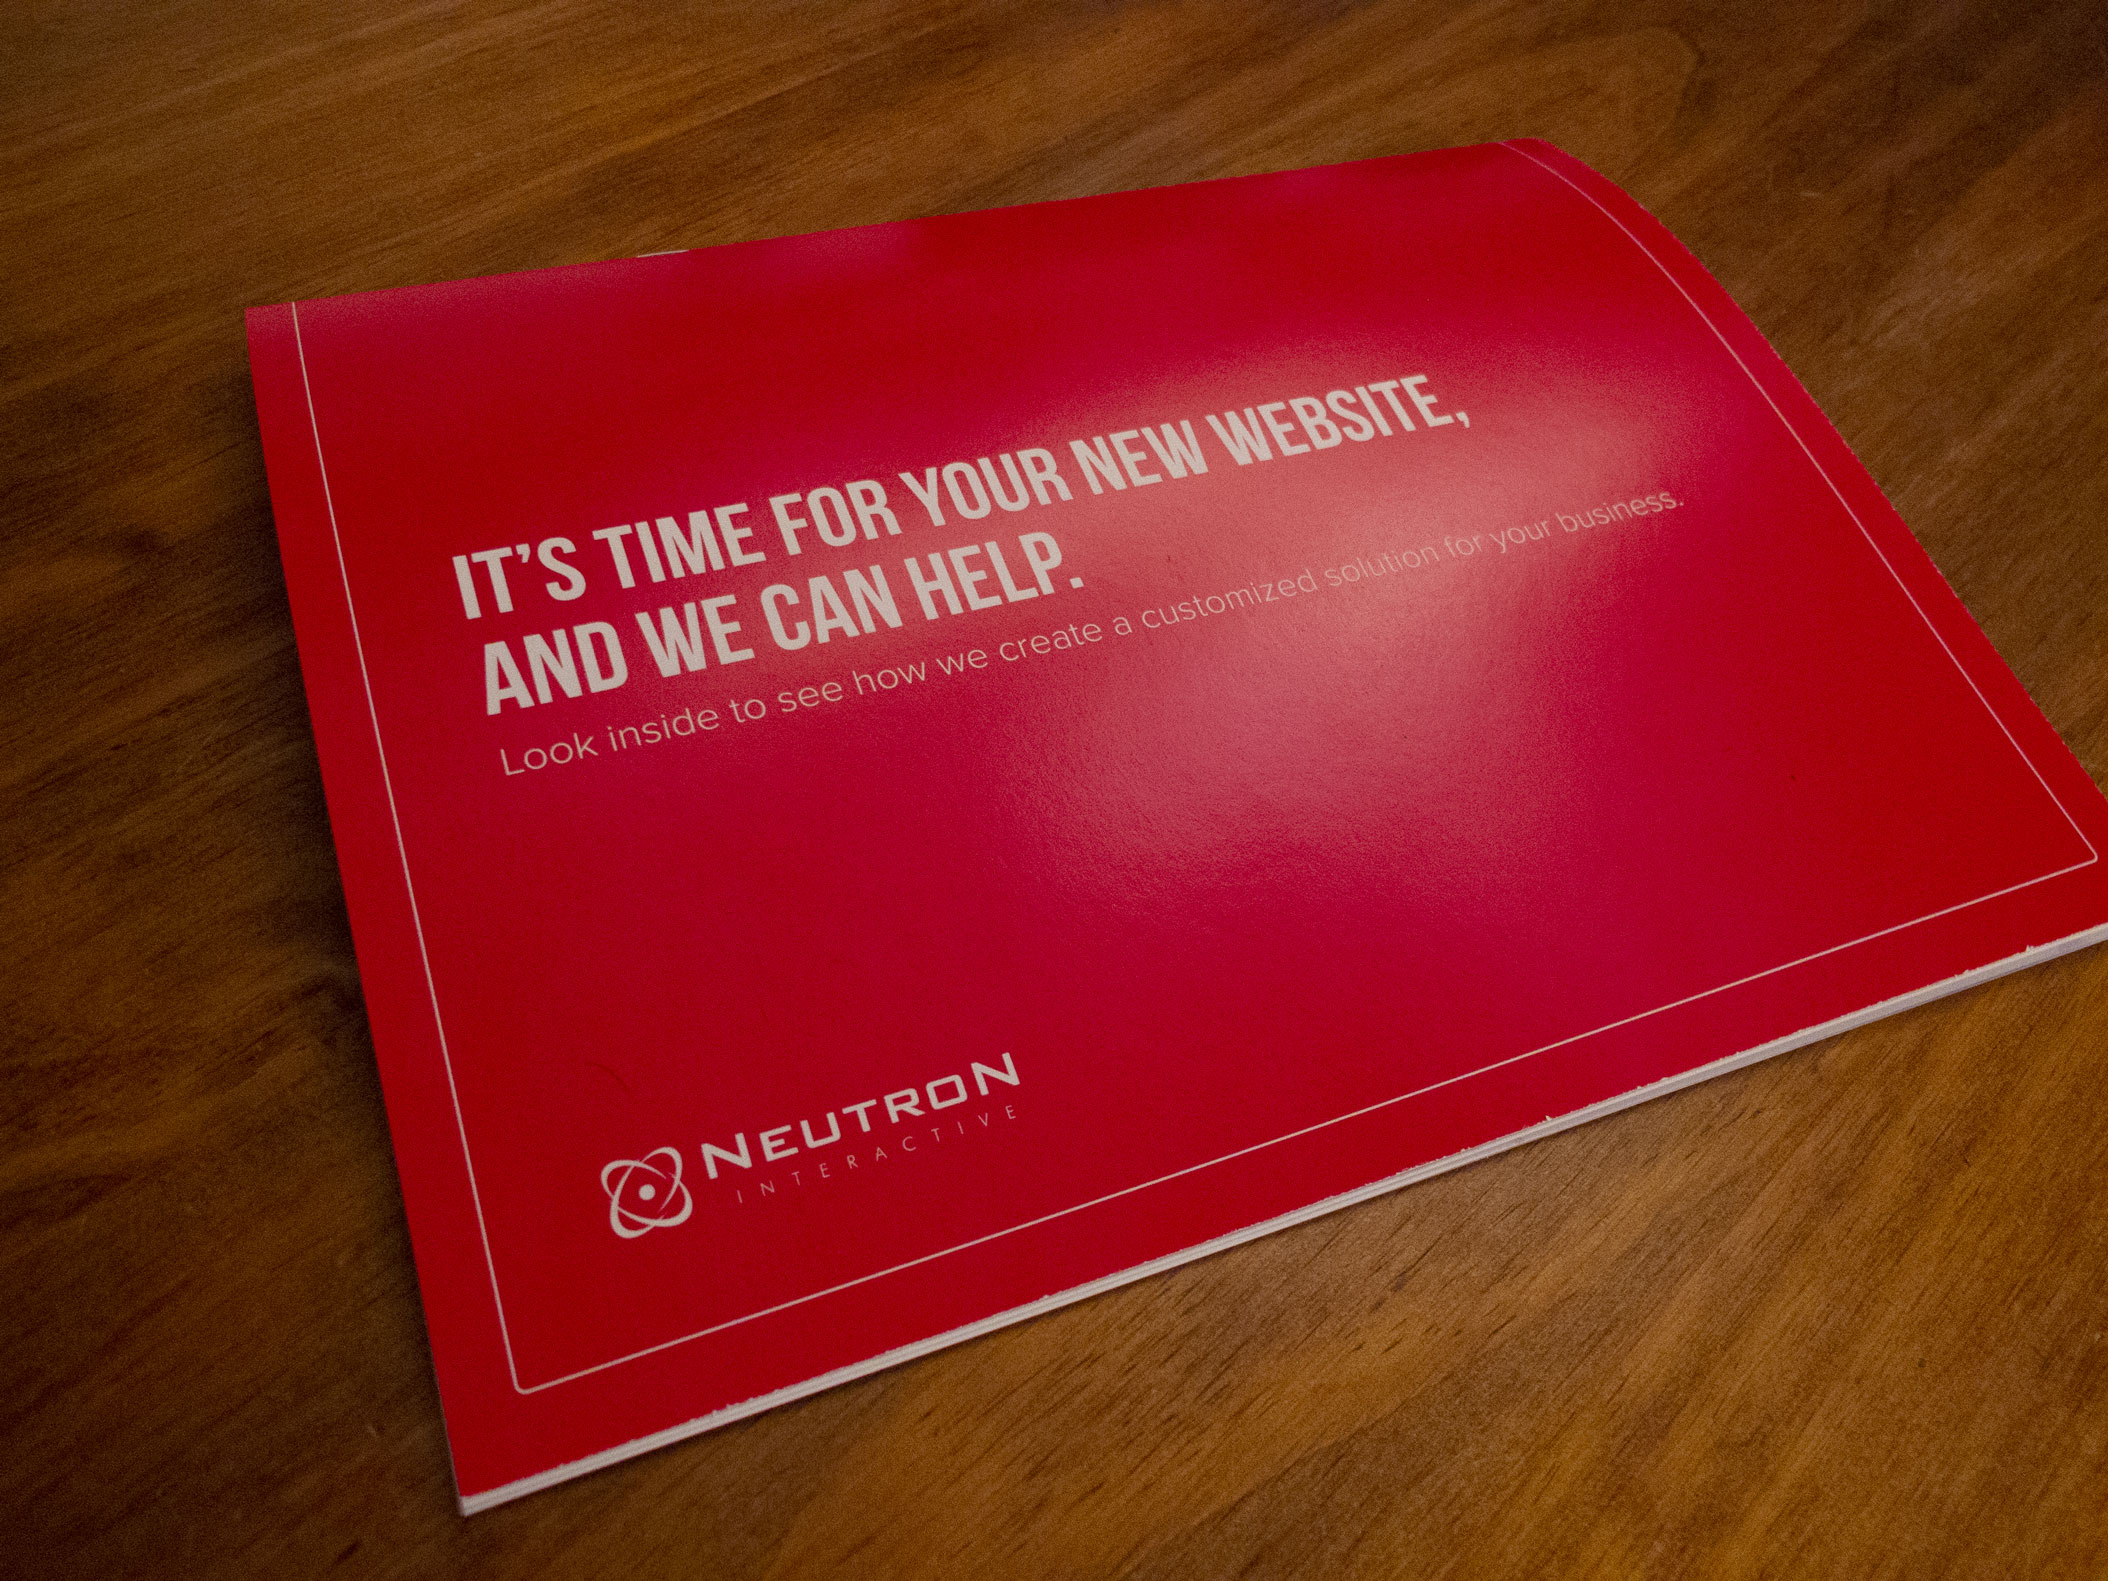 IT’S TIME FOR YOUR NEW WEBSITE,
AND WE CAN HELP.
Look inside to see how we create a customized solution for your business.
NEUTRON
INTERACTIVE